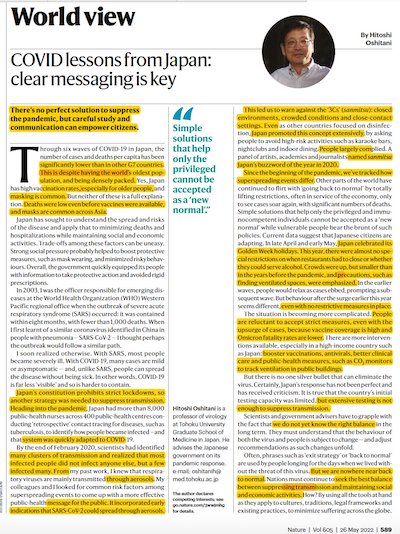 World view
By Hitoshi
Oshitani
COVID lessons from Japan:
clear messaging is key
There's no perfect solution to suppress
the pandemic, but careful study and
communication can empower citizens.
Through six waves of COVID-19 in Japan, the
number of cases and deaths per capita has been
significantly lower than in other G7 countries.
This is despite having the world's oldest pop-
ulation, and being densely packed. Yes, Japan
has high vaccination rates, especially for older people, and
masking is common. But neither of these is a full explana-
tion. Deaths were low even before vaccines were available;
and masks are common across Asia.
Japan has sought to understand the spread and risks
of the disease and apply that to minimizing deaths and
hospitalizations while maintaining social and economic
activities. Trade-offs among these factors can be uneasy.
Strong social pressure probably helped to boost protective
measures, such as mask wearing, and minimized risky behav-
iours. Overall, the government quickly equipped its people
with information to take protective action and avoided rigid
prescriptions.
In 2003, I was the officer responsible for emerging dis-
eases at the World Health Organization (WHO) Western
Pacific regional office when the outbreak of severe acute
respiratory syndrome (SARS) occurred: it was contained
within eight months, with fewer than 1,000 deaths. When
I first learnt of a similar coronavirus identified in China in
people with pneumonia – SARS-CoV-2 – I thought perhaps
the outbreak would follow a similar path.
I soon realized otherwise. With SARS, most people
became severely ill. With COVID-19, many cases are mild
or asymptomatic – and, unlike SARS, people can spread
the disease without being sick. In other words, COVID-19
is far less 'visible' and so is harder to contain.
Japan's constitution prohibits strict lockdowns, so
another strategy was needed to suppress transmission.
Heading into the pandemic, Japan had more than 8,000
public-health nurses across 400 public-health centres con-
ducting 'retrospective' contact tracing for diseases, such as
tuberculosis, to identify how people became infected – and
that system was quickly adapted to COVID-19.
By the end of February 2020, scientists had identified
many clusters of transmission and realized that most
infected people did not infect anyone else, but a few
infected many. From my past work, I knew that respira-
tory viruses are mainly transmitted through aerosols. My
colleagues and I looked for common risk factors among
superspreading events to come up with a more effective
public-health message for the public. It incorporated early
indications that SARS-CoV-2 could spread through aerosols.
Simple
solutions
that help
only the
privileged
cannot be
accepted
as a 'new
normal'."
Hitoshi Oshitani is
a professor of virology
at Tohoku University
Graduate School of
Medicine in Japan. He
advises the Japanese
government on its
pandemic response.
The author declares
competing interests; see
for details.
This led us to warn against the '3Cs' (sanmitsu): closed
environments, crowded conditions and close-contact
settings. Even as other countries focused on disinfec-
tion, Japan promoted this concept extensively, by asking
people to avoid high-risk activities such as karaoke bars,
nightclubs and indoor dining. People largely complied. A
panel of artists, academics and journalists named sanmitsu
Japan's buzzword of the year in 2020.
Since the beginning of the pandemic, we've tracked how
superspreading events differ. Other parts of the world have
continued to flirt with 'going back to normal' by totally
lifting restrictions, often in service of the economy, only
to see cases soar again, with significant numbers of deaths.
Simple solutions that help only the privileged and immu-
nocompetent individuals cannot be accepted as a 'new
normal' while vulnerable people bear the brunt of such
policies. Current data suggest that Japanese citizens are
adapting. In late April and early May, Japan celebrated its
Golden Week holidays. This year, there were almost no spe-
cial restrictions on when restaurants had to close or whether
they could serve alcohol. Crowds were up, but smaller than
in the years before the pandemic, and precautions, such as
finding ventilated spaces, were emphasized. In the earlier
waves, people would relax as cases ebbed, prompting a sub-
sequent wave. But behaviour after the surge earlier this year
seems different, even with no restrictive measures in place.
The situation is becoming more complicated. People
are reluctant to accept strict measures, even with the
upsurge of cases, because vaccine coverage is high and
Omicron fatality rates are lower. There are more interven-
tions available, especially in a high income country such
as Japan: booster vaccinations, antivirals, better clinical
care and public-health measures, such as CO₂ monitors
to track ventilation in public buildings.
But there is no one silver bullet that can eliminate the
virus. Certainly, Japan's response has not been perfect and
has received criticism. It is true that the country's initial
testing capacity was limited, but extensive testing is not
enough to suppress transmission.
Scientists and government advisers have to grapple with
the fact that we do not yet know the right balance in the
long term. They must understand that the behaviour of
both the virus and people is subject to change – and adjust
recommendations as such changes unfold.
Often, phrases such as 'exit strategy' or 'back to normal'
are used by people longing for the days when we lived with-
out the threat of this virus. But we are nowhere near back
to normal. Nations must continue to seek the best balance
between suppressing transmission and maintaining social
and economic activities. How? By using all the tools at hand
as they apply to cultures, traditions, legal frameworks and
existing practices, to minimize suffering across the globe.
Nature | Vol 605 | 26 May 2022 | 589